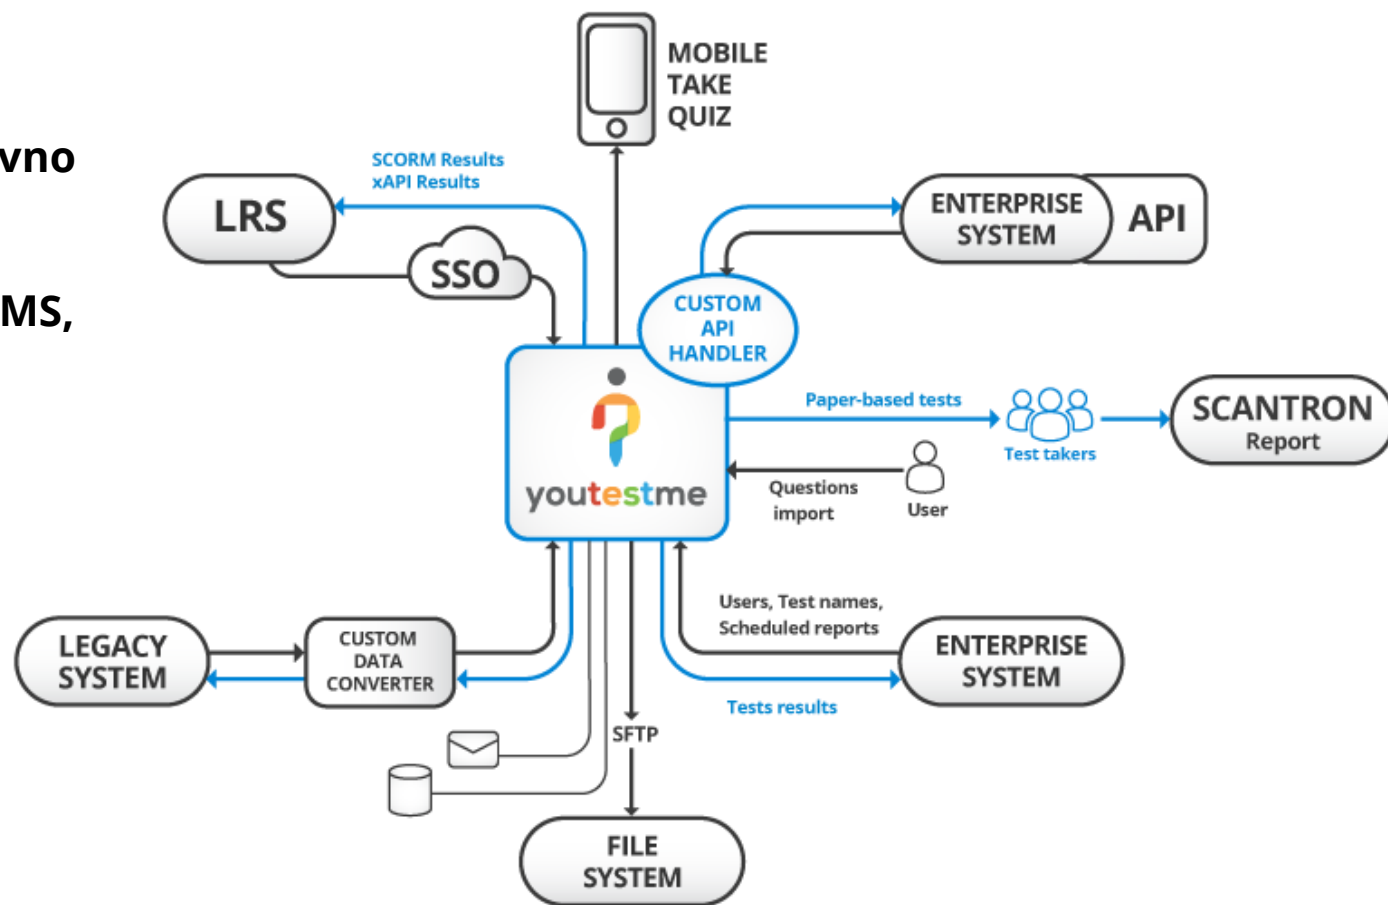 MOBILE
TAKE
QUIZ
vno
SCORM Results
xAPI Results
LRS
SSO
ENTERPRISE
SYSTEM
API
MS,
CUSTOM
API
HANDLER
Paper-based tests
Test takers
SCANTRON
Report
youtestme
Questions
import
User
Users, Test names,
Scheduled reports
LEGACY
SYSTEM
CUSTOM
DATA
CONVERTER
ENTERPRISE
SYSTEM
Tests results
SFTP
FILE
SYSTEM